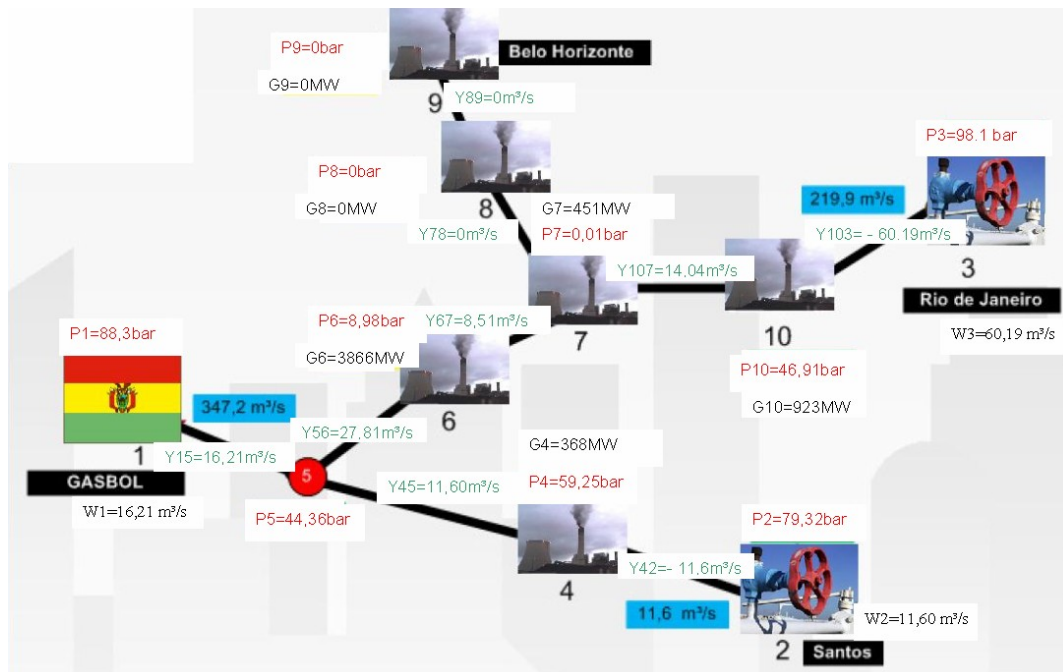 P9=0bar
Belo Horizonte
G9=0MW
9
Y89=0m³/s
P3=98.1 bar
P8=0bar
219,9 m³/s
G8=0MW
8
G7=451MW
Y78=0m³/s
P7=0,01bar
Y103= - 60.19m³/s
Y107=14,04m³/s
3
Rio de Janeiro
P6=8,98bar
Y67=8,51m³/s
7
10
P1=88,3bar
W3=60,19 m³/s
G6=3866MW
P10=46,91bar
347,2 m³/s
6
G10=923MW
Y56=27,81m³/s
G4=368MW
1
Y15=16,21m³/s
5
Y45=11,60m³/s
P4=59,25bar
GASBOL
W1=16,21 m³/s
P5=44,36bar
P2=79,32bar
Y42=- 11.6m³/s
4
11,6 m³/s
W2=11,60 m³/s
2
Santos